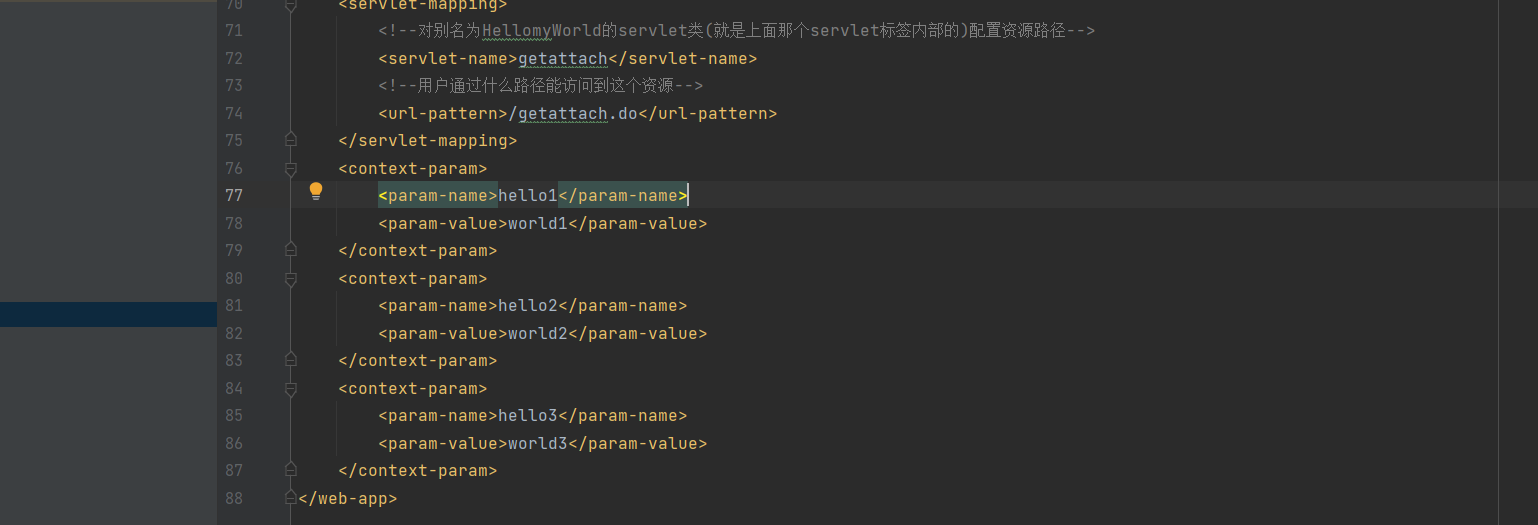 70 <servlet-mapping>
71 <!--对别名为HellomyWorld的servlet类(就是上面那个servlet标签内部的)配置资源路径-->
72 <servlet-name>getattach</servlet-name>
73 <!--用户通过什么路径能访问到这个资源-->
74 <url-pattern>/getattach.do</url-pattern>
75 </servlet-mapping>
76 <context-param>
77 <param-name>hello1</param-name>
78 <param-value>world1</param-value>
79 </context-param>
80 <context-param>
81 <param-name>hello2</param-name>
82 <param-value>world2</param-value>
83 </context-param>
84 <context-param>
85 <param-name>hello3</param-name>
86 <param-value>world3</param-value>
87 </context-param>
88 </web-app>